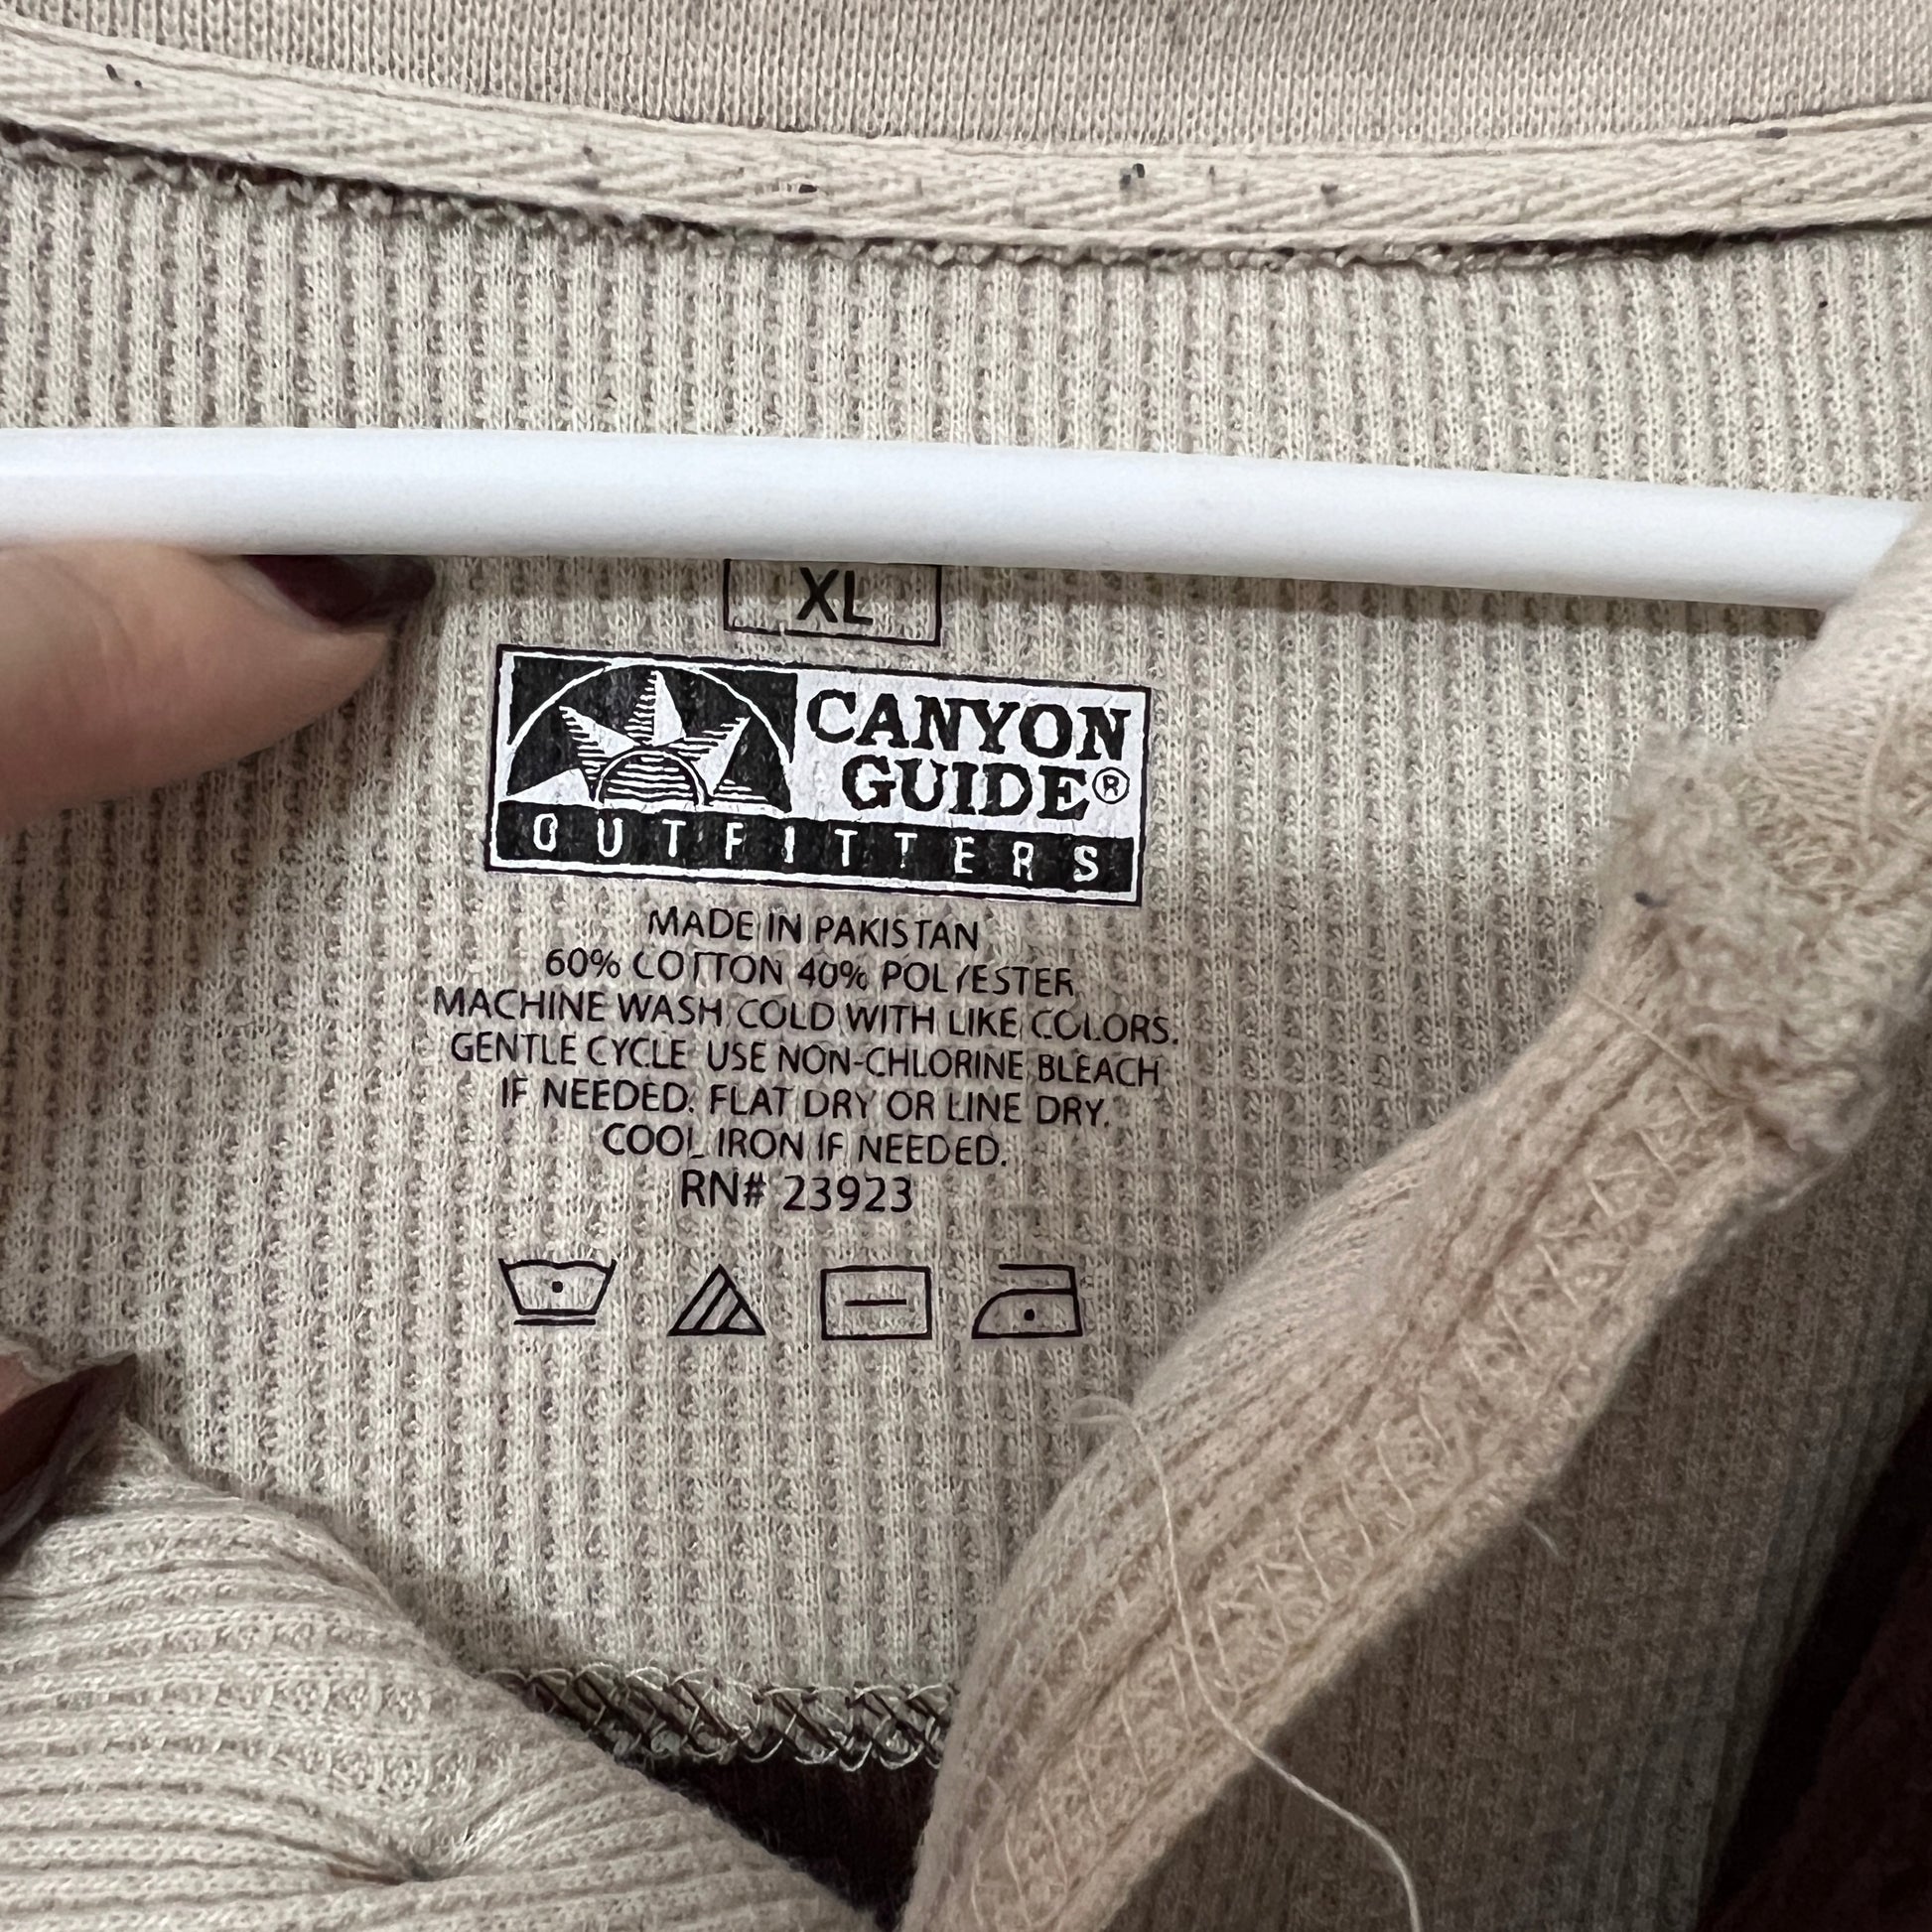 XL
CANYON
GUIDE®
OUTFITTERS
MADE IN PAKISTAN
60% COTTON 40% POLYESTER
MACHINE WASH COLD WITH LIKE COLORS.
GENTLE CYCLE USE NON-CHLORINE BLEACH
IF NEEDED. FLAT DRY OR LINE DRY.
COOL IRON IF NEEDED.
RN# 23923